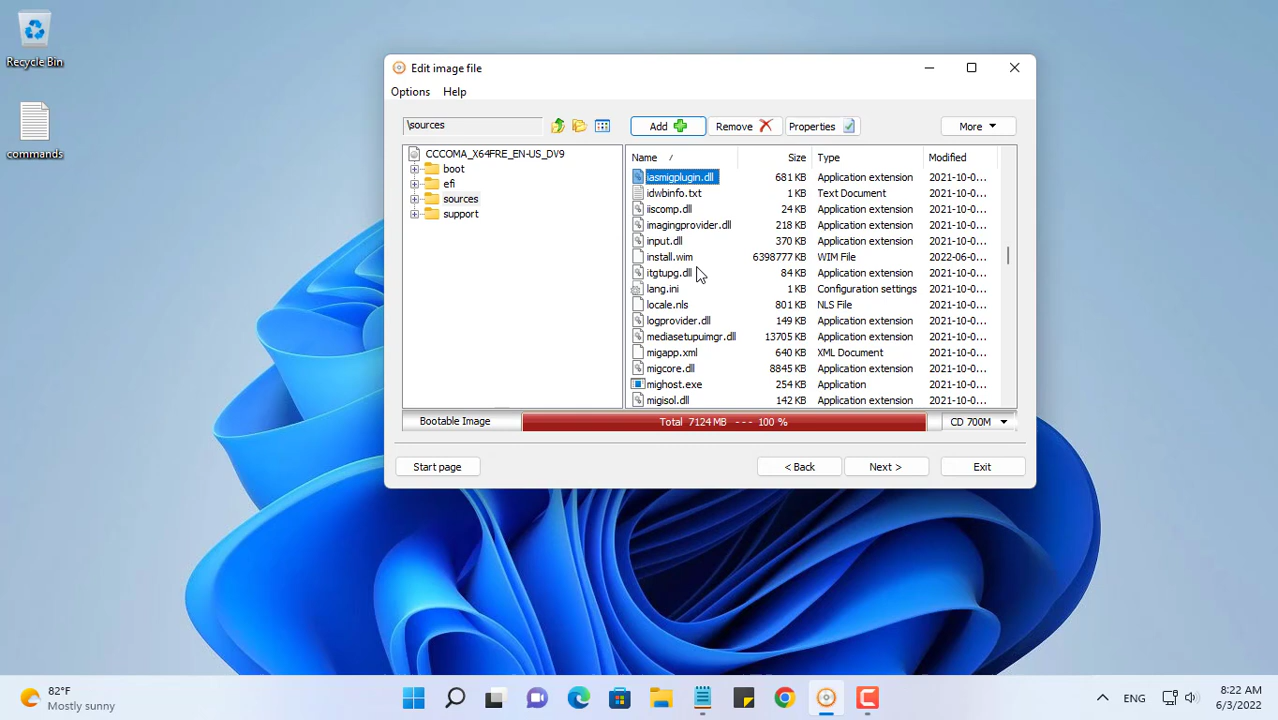 Recycle Bin
commands
Edit image file
Options Help
\sources
Add Remove Properties More
CCCOMA_X64FRE_EN-US_DV9
boot
efi
sources
support
Name / Size Type Modified
iasmigplugin.dll 681 KB Application extension 2021-10-0...
idwbinfo.txt 1 KB Text Document 2021-10-0...
iiscomp.dll 24 KB Application extension 2021-10-0...
imagingprovider.dll 218 KB Application extension 2021-10-0...
input.dll 370 KB Application extension 2021-10-0...
install.wim 6398777 KB WIM File 2022-06-0...
itgtupg.dll 84 KB Application extension 2021-10-0...
lang.ini 1 KB Configuration settings 2021-10-0...
locale.nls 801 KB NLS File 2021-10-0...
logprovider.dll 149 KB Application extension 2021-10-0...
mediasetupuimgr.dll 13705 KB Application extension 2021-10-0...
migapp.xml 640 KB XML Document 2021-10-0...
migcore.dll 8845 KB Application extension 2021-10-0...
mighost.exe 254 KB Application 2021-10-0...
migisol.dll 142 KB Application extension 2021-10-0...
Bootable Image Total 7124 MB --- 100 % CD 700M
Start page < Back Next > Exit
82°F
Mostly sunny
ENG
8:22 AM
6/3/2022